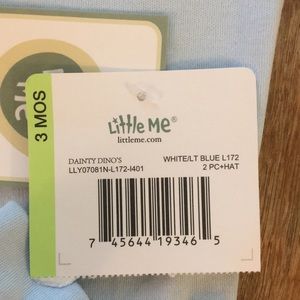 3 MOS
Little Me®
littleme.com
DAINTY DINO'S
WHITE/LT BLUE L172
LLY07081N-L172-I401
2 PC+HAT
7 45644 19346 5